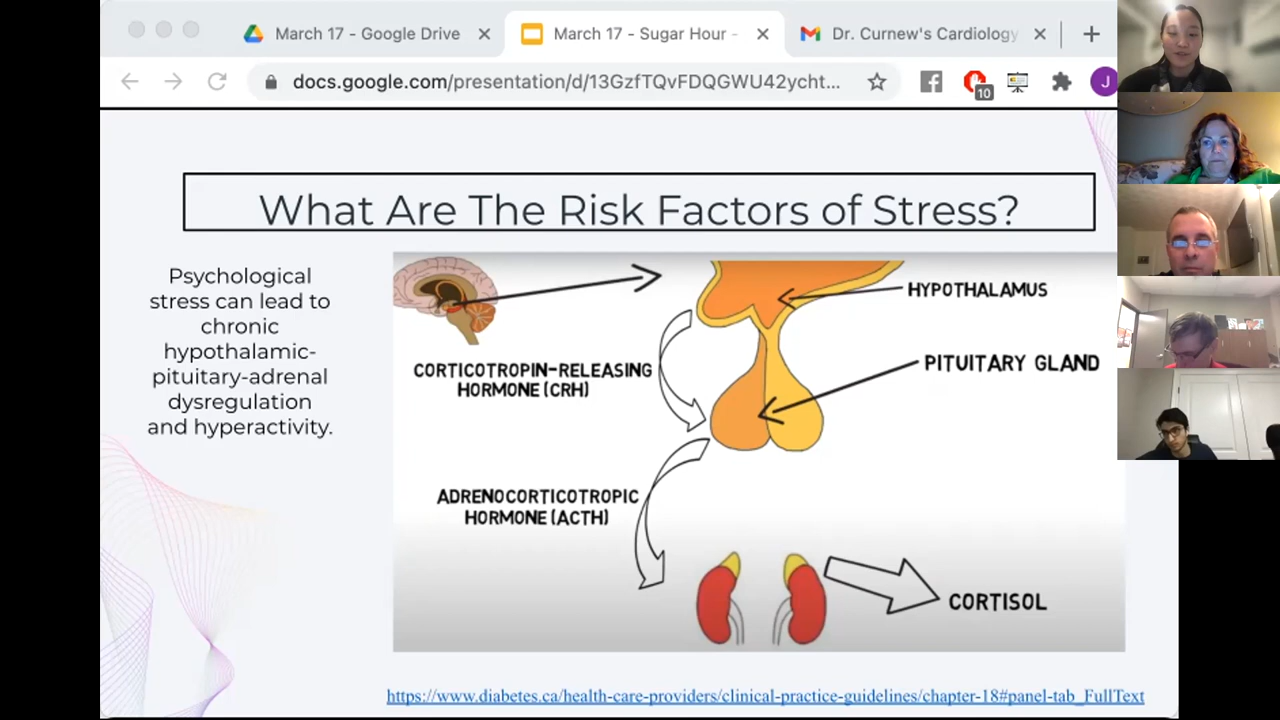 March 17 - Google Drive
March 17 - Sugar Hour -
Dr. Curnew's Cardiology
docs.google.com/presentation/d/13GzfTQvFDQGWU42ycht...
10
J
What Are The Risk Factors of Stress?
Psychological
stress can lead to
chronic
hypothalamic-
pituitary-adrenal
dysregulation
and hyperactivity.
HYPOTHALAMUS
CORTICOTROPIN-RELEASING
HORMONE (CRH)
PITUITARY GLAND
ADRENOCORTICOTROPIC
HORMONE (ACTH)
CORTISOL
https://www.diabetes.ca/health-care-providers/clinical-practice-guidelines/chapter-18#panel-tab_FullText